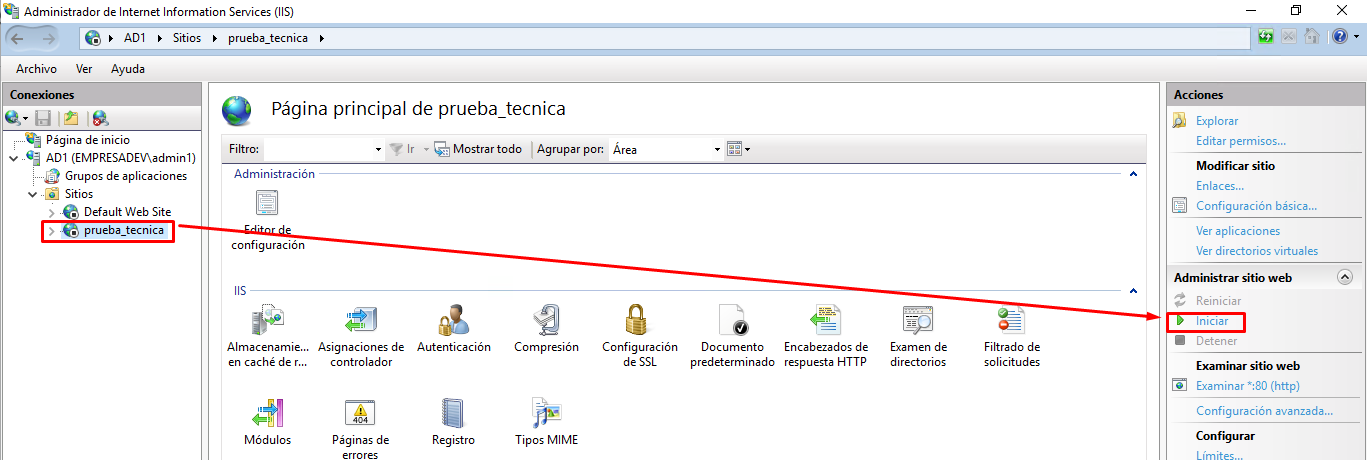 Administrador de Internet Information Services (IIS)
AD1 Sitios prueba_tecnica
Archivo Ver Ayuda
Conexiones
Página de inicio
AD1 (EMPRESADEV\admin1)
Grupos de aplicaciones
Sitios
Default Web Site
prueba_tecnica
Página principal de prueba_tecnica
Filtro: Ir Mostrar todo Agrupar por: Área
Administración
Editor de
configuración
IIS
Almacenamie...
en caché de r...
Asignaciones de
controlador
Autenticación
Compresión
Configuración
de SSL
Documento
predeterminado
Encabezados de
respuesta HTTP
Examen de
directorios
Filtrado de
solicitudes
Módulos
404
Páginas de
errores
Registro
Tipos MIME
Acciones
Explorar
Editar permisos...
Modificar sitio
Enlaces...
Configuración básica...
Ver aplicaciones
Ver directorios virtuales
Administrar sitio web
Reiniciar
Iniciar
Detener
Examinar sitio web
Examinar *:80 (http)
Configuración avanzada...
Configurar
Límites...